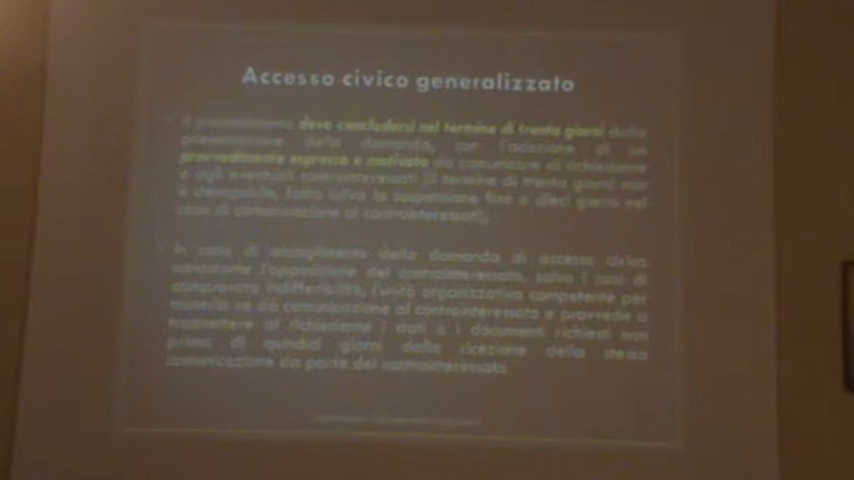 Accesso civico generalizzato
Il procedimento deve concludersi nel termine di trenta giorni dalla
presentazione della domanda, con l'adozione di un
provvedimento espresso e motivato da comunicare al richiedente
e agli eventuali controinteressati (il termine di trenta giorni non
è derogabile, fatta salva la sospensione fino a dieci giorni nel
caso di comunicazione al controinteressato);
In caso di accoglimento della domanda di accesso civico
nonostante l'opposizione del controinteressato, salvo i casi di
comprovata indifferibilità, l'unità organizzativa competente per
materia ne dà comunicazione al controinteressato e provvede a
trasmettere al richiedente i dati o i documenti richiesti non
prima di quindici giorni dalla ricezione della stessa
comunicazione da parte del controinteressato